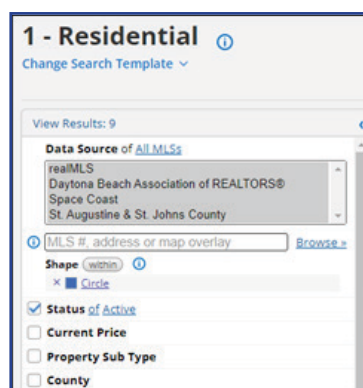 1 - Residential
Change Search Template
View Results: 9
Data Source of All MLSs
realMLS
Daytona Beach Association of REALTORS®
Space Coast
St. Augustine & St. Johns County
MLS #, address or map overlay Browse »
Shape within
× Circle
Status of Active
Current Price
Property Sub Type
County